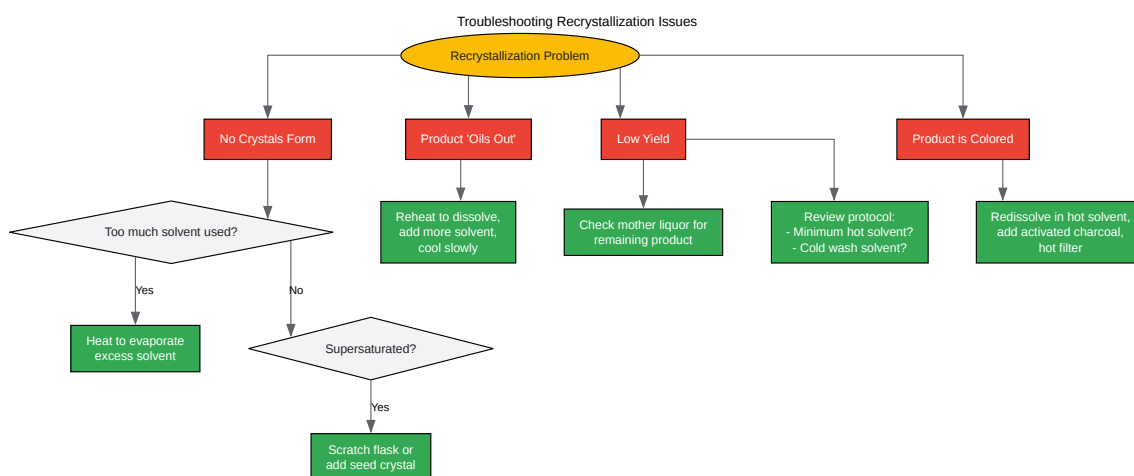 Troubleshooting Recrystallization Issues
Recrystallization Problem
No Crystals Form
Product 'Oils Out'
Low Yield
Product is Colored
Too much solvent used?
Reheat to dissolve,
add more solvent,
cool slowly
Check mother liquor for
remaining product
Review protocol:
- Minimum hot solvent?
- Cold wash solvent?
Redissolve in hot solvent,
add activated charcoal,
hot filter
Yes
No
Heat to evaporate
excess solvent
Supersaturated?
Yes
Scratch flask or
add seed crystal